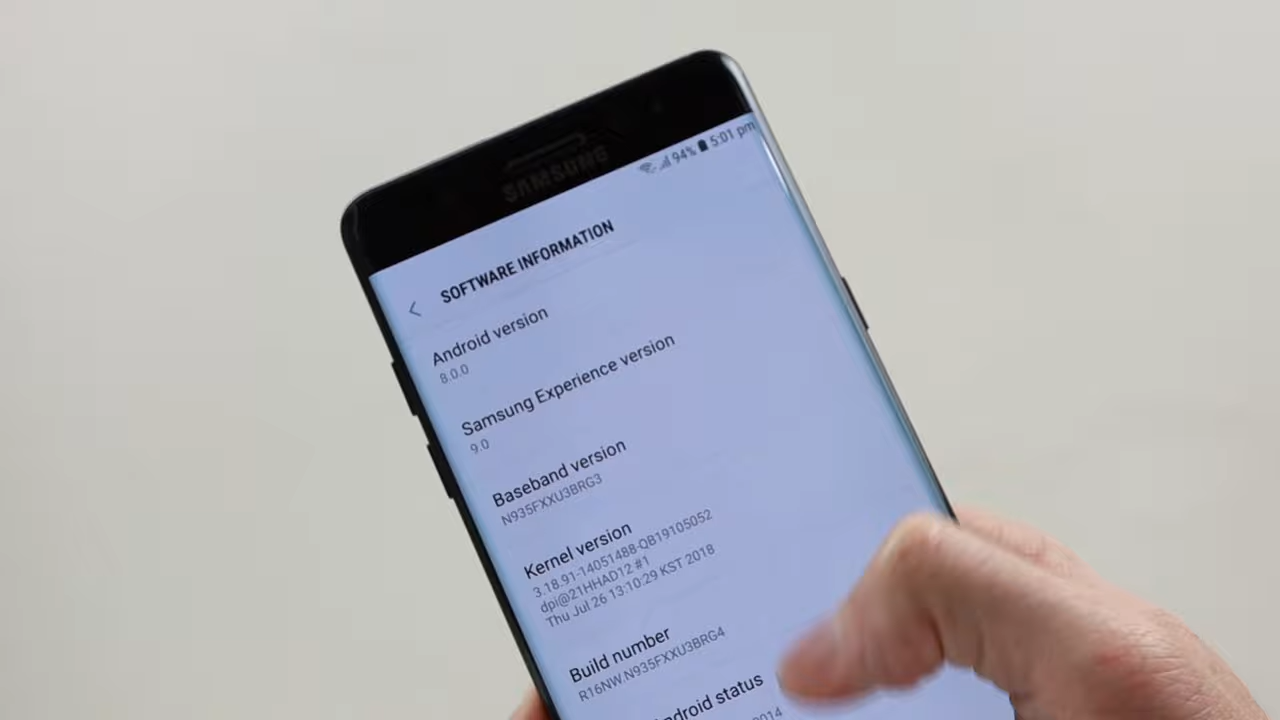 SAMSUNG
94% 5:01 pm
SOFTWARE INFORMATION
Android version
8.0.0
Samsung Experience version
9.0
Baseband version
N935FXXU3BRG3
Kernel version
3.18.91-14051488-QB19105052
dpi@21HHAD12 #1
Thu Jul 26 13:10:29 KST 2018
Build number
R16NW.N935FXXU3BRG4
android status
2014